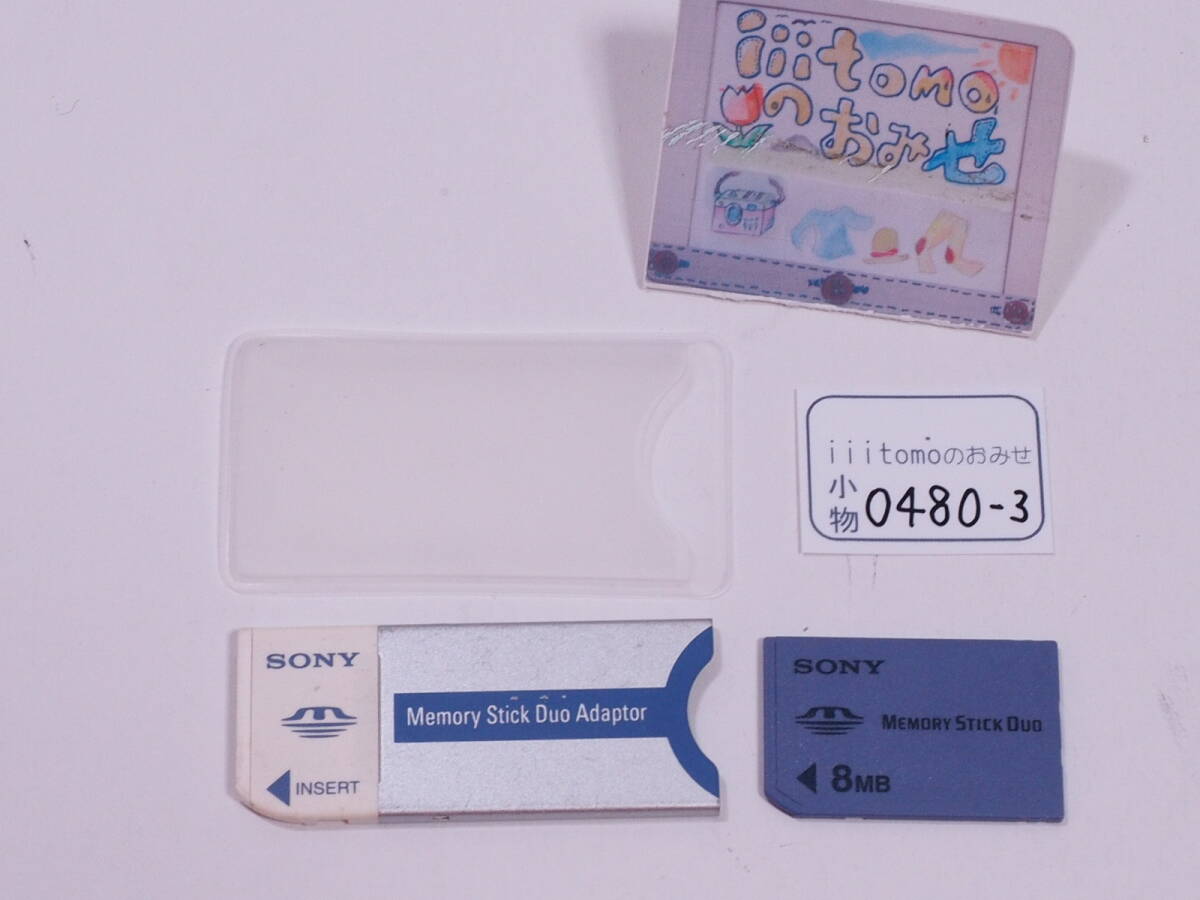 iiitomo
のおみせ
iiitomoのおみせ
小物
0480-3
SONY
INSERT
Memory Stick Duo Adaptor
SONY
MEMORY STICK DUO
8MB